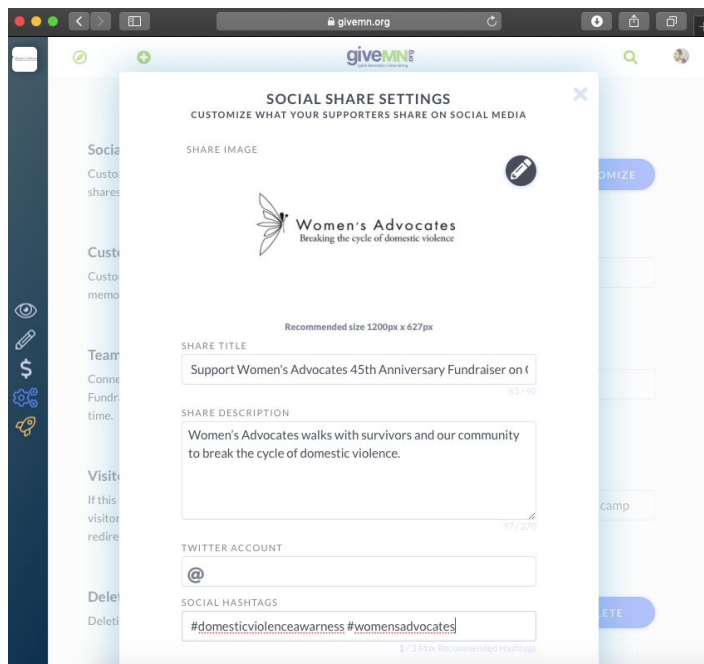 givemn.org
giveMN.ORG
SOCIAL SHARE SETTINGS
CUSTOMIZE WHAT YOUR SUPPORTERS SHARE ON SOCIAL MEDIA
SHARE IMAGE
Women's Advocates
Breaking the cycle of domestic violence
Recommended size 1200px x 627px
SHARE TITLE
Support Women's Advocates 45th Anniversary Fundraiser on
63 / 90
SHARE DESCRIPTION
Women's Advocates walks with survivors and our community
to break the cycle of domestic violence.
97 / 270
TWITTER ACCOUNT
@
SOCIAL HASHTAGS
#domesticviolenceawarness #womensadvocates
1 / 3 Max Recommended Hashtags
Socia
Custo
shares
OMIZE
Custo
Custo
memo
Team
Conne
Fundr
time.
Visito
If this
visitor
redire
camp
Delet
Deleti
LETE